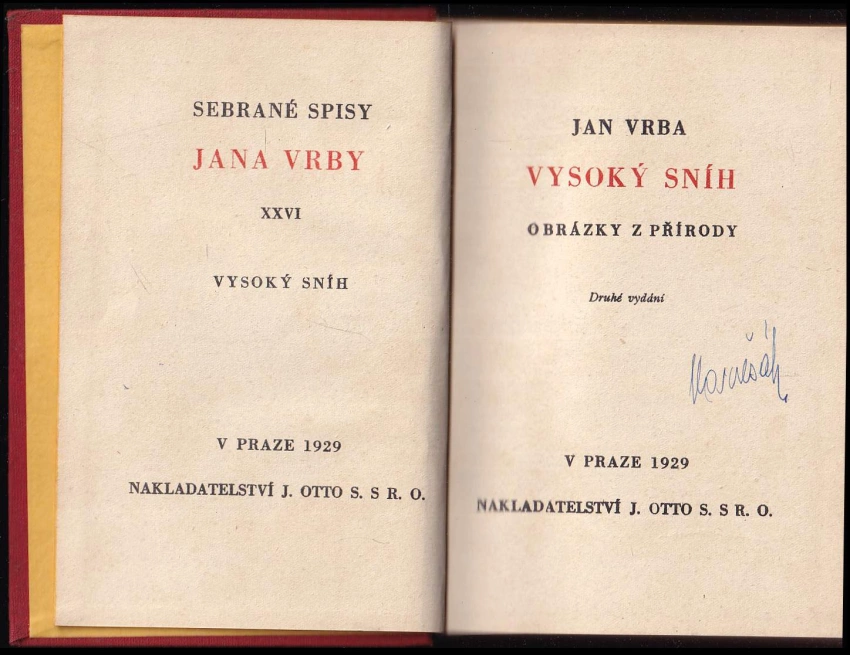 SEBRANÉ SPISY
JANA VRBY
XXVI
VYSOKÝ SNÍH
V PRAZE 1929
NAKLADATELSTVÍ J. OTTO S. S R. O.
JAN VRBA
VYSOKÝ SNÍH
OBRÁZKY Z PŘÍRODY
Druhé vydání
V PRAZE 1929
NAKLADATELSTVÍ J. OTTO S. S R. O.